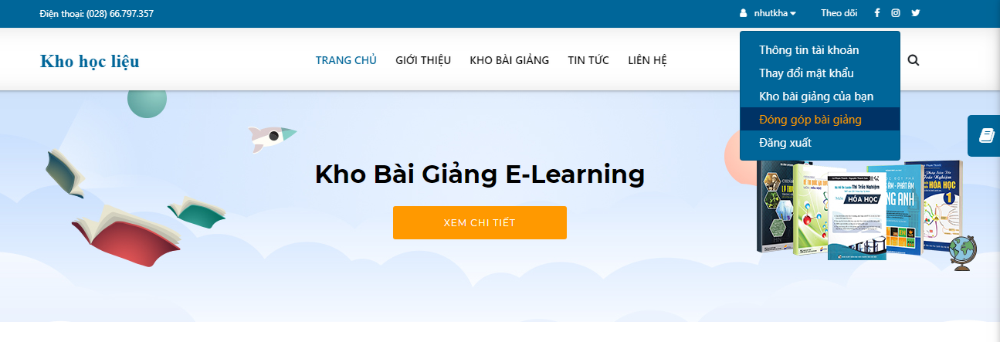 Điện thoại: (028) 66.797.357
nhutkha
Theo dõi
Kho học liệu
TRANG CHỦ GIỚI THIỆU KHO BÀI GIẢNG TIN TỨC LIÊN HỆ
Thông tin tài khoản
Thay đổi mật khẩu
Kho bài giảng của bạn
Đóng góp bài giảng
Đăng xuất
Kho Bài Giảng E-Learning
XEM CHI TIẾT
Thi Trắc Nghiệm
HÓA HỌC
ÂM - PHÁT ÂM
NG ANH
HÓA HỌC
1